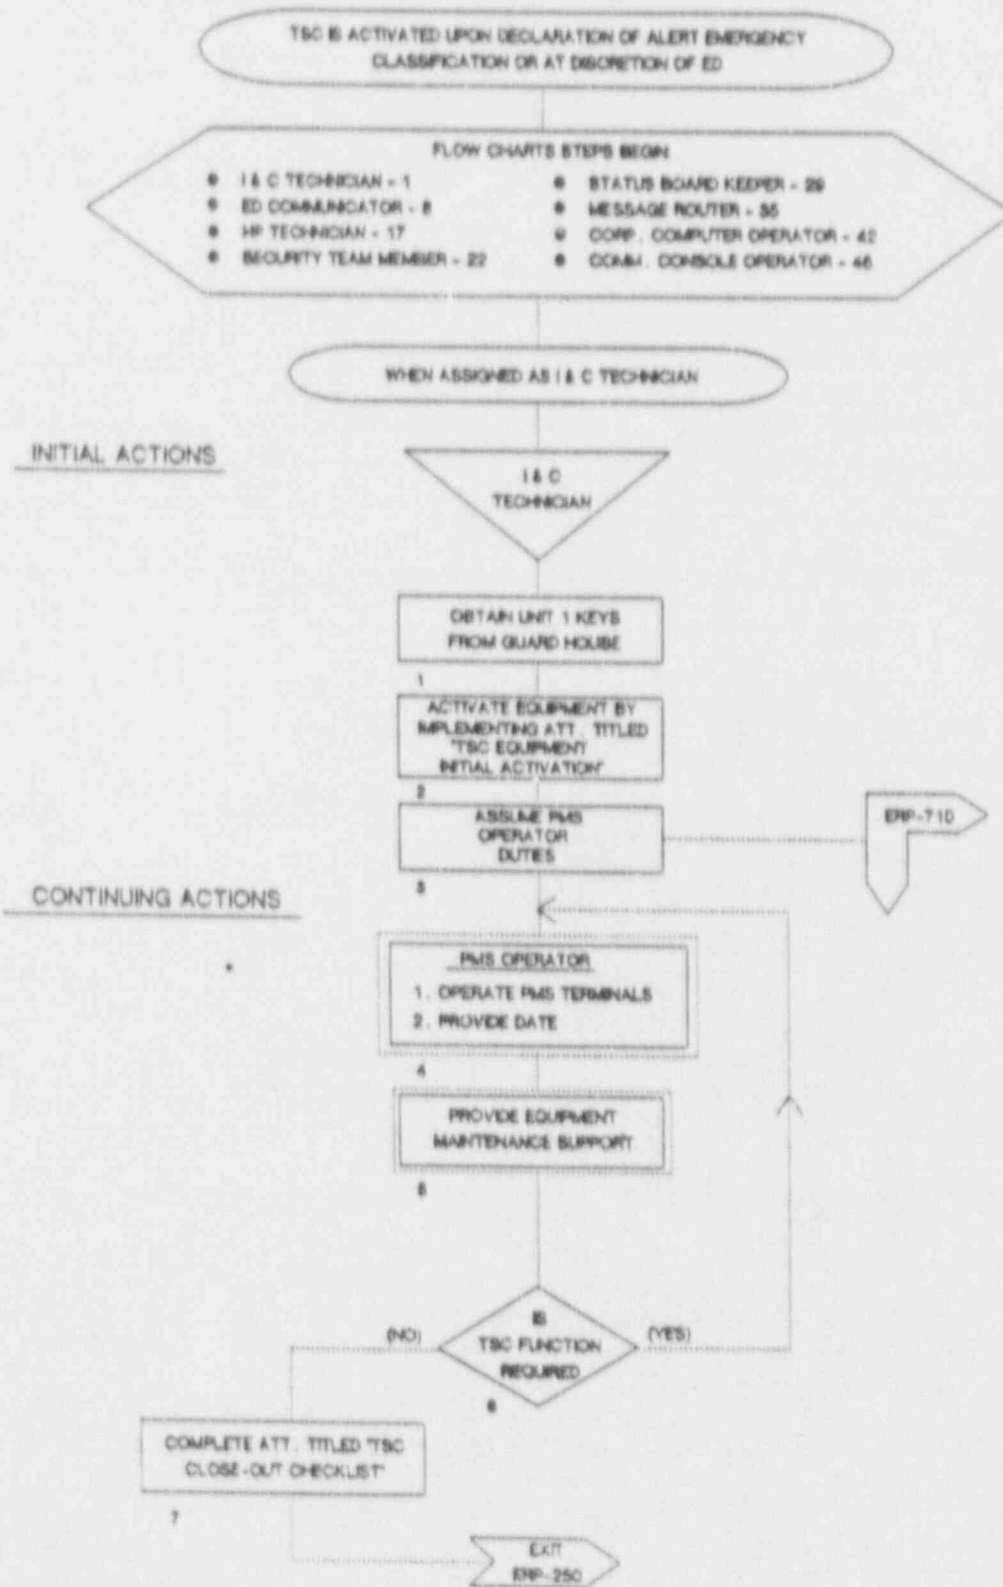 TSC IS ACTIVATED UPON DECLARATION OF ALERT EMERGENCY
CLASSIFICATION OR AT DISCRETION OF ED
FLOW CHARTS STEPS BEGIN
I & C TECHNICIAN - 1
ED COMMUNICATOR - 8
HP TECHNICIAN - 17
SECURITY TEAM MEMBER - 22
STATUS BOARD KEEPER - 29
MESSAGE ROUTER - 35
CORP. COMPUTER OPERATOR - 42
COMM. CONSOLE OPERATOR - 46
WHEN ASSIGNED AS I & C TECHNICIAN
INITIAL ACTIONS
I & C
TECHNICIAN
OBTAIN UNIT 1 KEYS
FROM GUARD HOUSE
1
ACTIVATE EQUIPMENT BY
IMPLEMENTING ATT. TITLED
"TSC EQUIPMENT
INITIAL ACTIVATION"
2
ASSUME PMS
OPERATOR
DUTIES
ERP-710
3
CONTINUING ACTIONS
PMS OPERATOR
1. OPERATE PMS TERMINALS
2. PROVIDE DATE
4
PROVIDE EQUIPMENT
MAINTENANCE SUPPORT
5
IS
TSC FUNCTION
REQUIRED
(NO)
(YES)
6
COMPLETE ATT. TITLED "TSC
CLOSE-OUT CHECKLIST"
7
EXIT
ERP-250